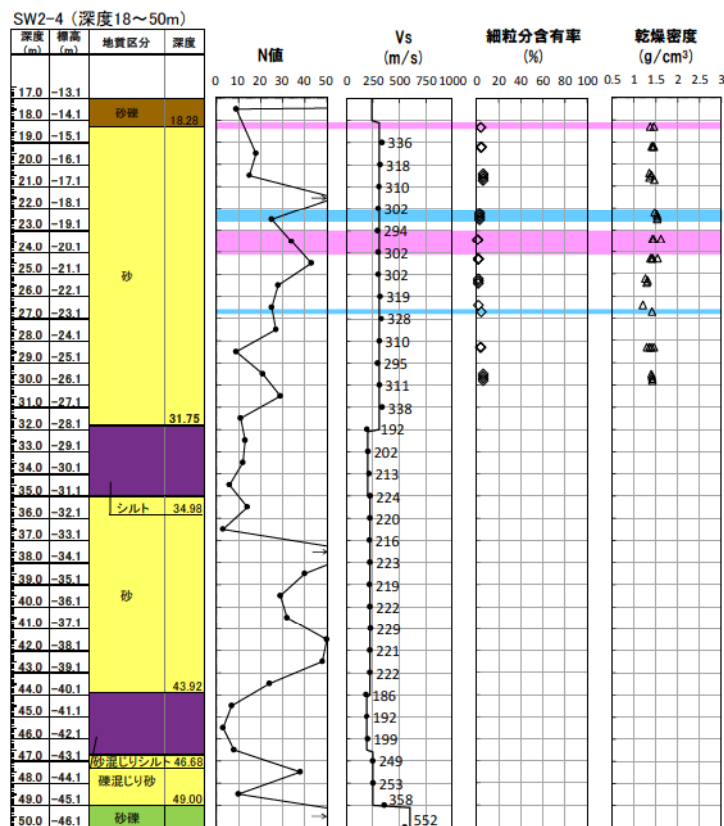 SW2-4 (深度18～50m)
深度 標高 地質区分 深度 N値 Vs 細粒分含有率 乾燥密度
(m) (m) (m/s) (%) (g/cm³)
0 10 20 30 40 50 0 250 500 750 1000 0 20 40 60 80 100 0.5 1 1.5 2 2.5 3
17.0 -13.1
砂礫
18.0 -14.1 18.28
19.0 -15.1 336
20.0 -16.1 318
21.0 -17.1 310
22.0 -18.1 302
23.0 -19.1 294
24.0 -20.1 302
25.0 -21.1 砂 302
26.0 -22.1 319
27.0 -23.1 328
28.0 -24.1 310
29.0 -25.1 295
30.0 -26.1 311
31.0 -27.1 338
31.75
32.0 -28.1 192
33.0 -29.1 202
34.0 -30.1 213
35.0 -31.1 224
シルト 34.98
36.0 -32.1 220
37.0 -33.1 216
38.0 -34.1 223
39.0 -35.1 219
砂
40.0 -36.1 222
41.0 -37.1 229
42.0 -38.1 221
43.0 -39.1 222
43.92
44.0 -40.1 186
45.0 -41.1 192
46.0 -42.1 199
47.0 -43.1 砂混じりシルト 46.68 249
48.0 -44.1 礫混じり砂 253
49.0 -45.1 49.00 358
50.0 -46.1 砂礫 552